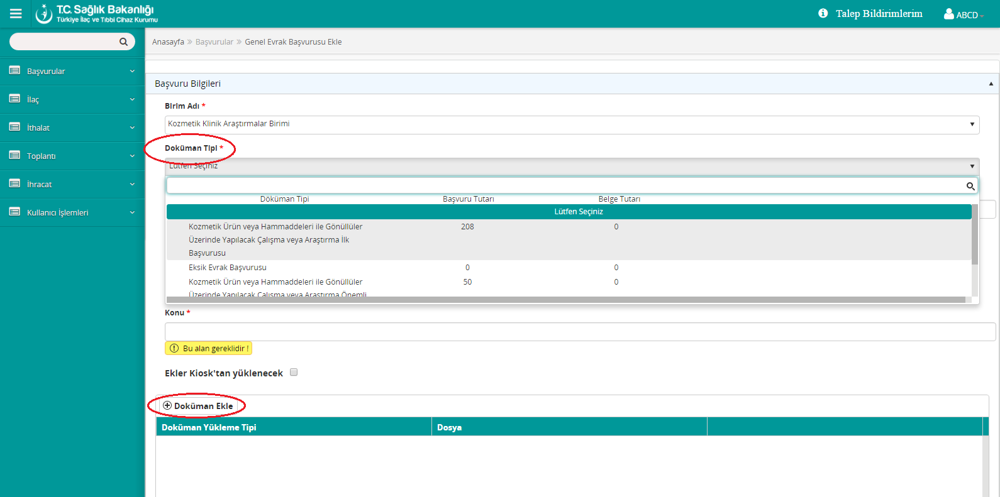 T.C. Sağlık Bakanlığı
Türkiye İlaç ve Tıbbi Cihaz Kurumu
Talep Bildirimlerim
ABCD
Anasayfa » Başvurular » Genel Evrak Başvurusu Ekle
Başvurular
İlaç
İthalat
Toplantı
İhracat
Kullanıcı İşlemleri
Başvuru Bilgileri
Birim Adı *
Kozmetik Klinik Araştırmalar Birimi
Doküman Tipi *
Lütfen Seçiniz
Döküman Tipi Başvuru Tutarı Belge Tutarı
Lütfen Seçiniz
Kozmetik Ürün veya Hammaddeleri ile Gönüllüler 208 0
Üzerinde Yapılacak Çalışma veya Araştırma İlk
Başvurusu
Eksik Evrak Başvurusu 0 0
Kozmetik Ürün veya Hammaddeleri ile Gönüllüler 50 0
Üzerinde Yapılacak Çalışma veya Araştırma Önemli
Konu *
Bu alan gereklidir !
Ekler Kiosk'tan yüklenecek
Doküman Ekle
Doküman Yükleme Tipi Dosya